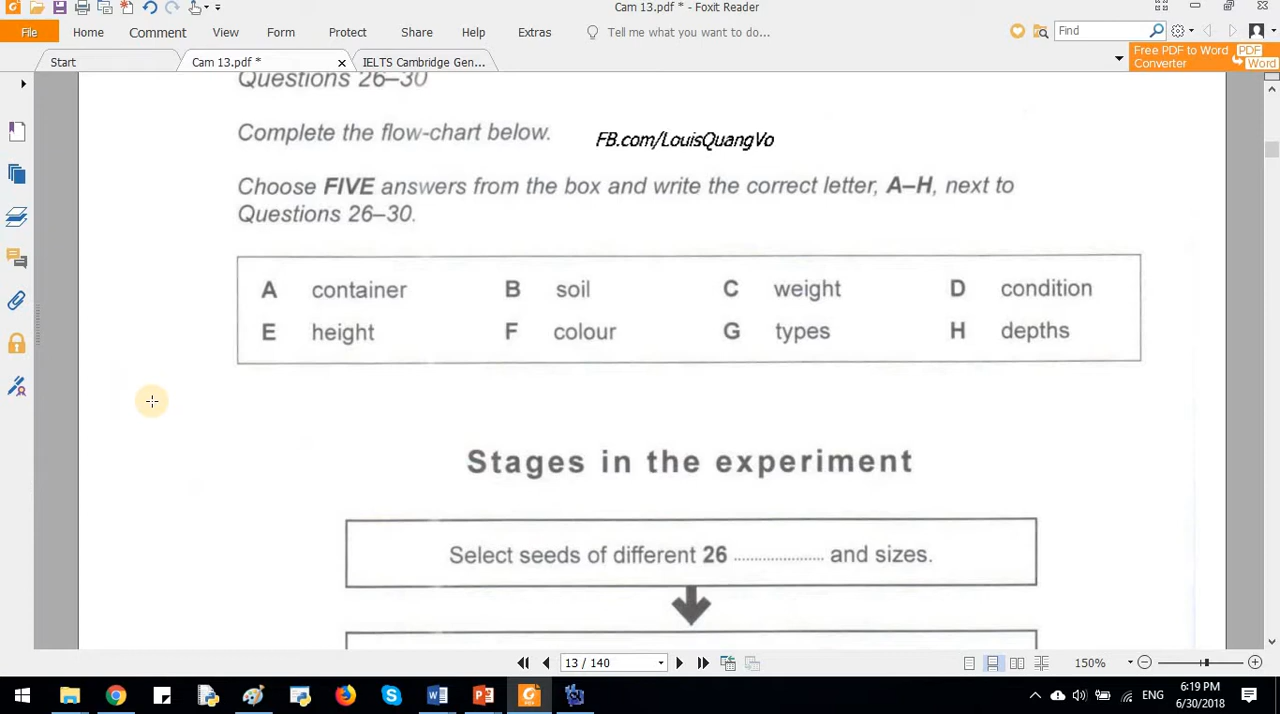 Cam 13.pdf * - Foxit Reader
File Home Comment View Form Protect Share Help Extras Tell me what you want to do... Find
Start Cam 13.pdf * IELTS Cambridge Gen... Free PDF to Word Converter PDF Word
Questions 26–30
Complete the flow-chart below. FB.com/LouisQuangVo
Choose FIVE answers from the box and write the correct letter, A–H, next to
Questions 26–30.
A container B soil C weight D condition
E height F colour G types H depths
Stages in the experiment
Select seeds of different 26 .................... and sizes.
13 / 140 150%
ENG 6:19 PM
6/30/2018